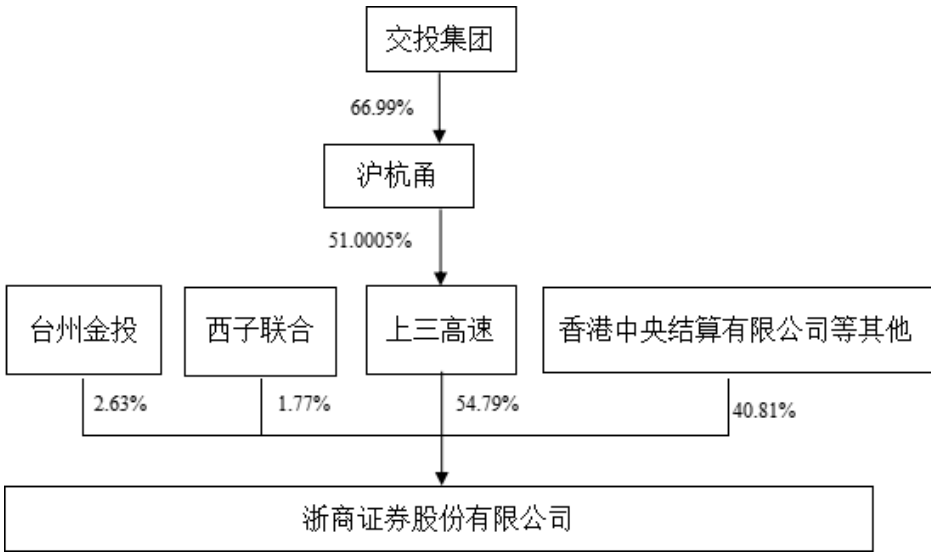 交投集团
66.99%
沪杭甬
51.0005%
台州金投
西子联合
上三高速
香港中央结算有限公司等其他
2.63%
1.77%
54.79%
40.81%
浙商证券股份有限公司